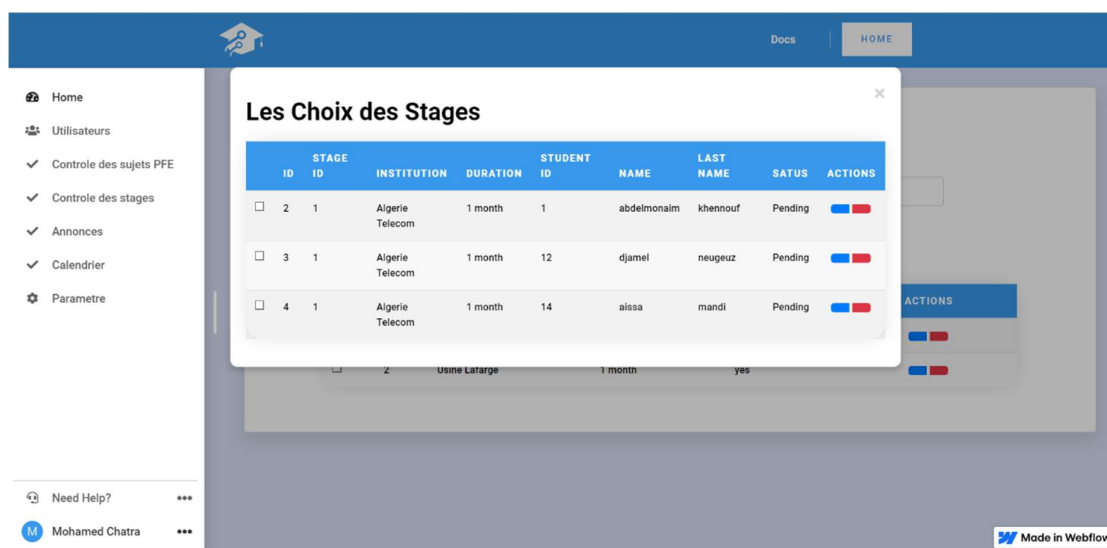 Docs
HOME
Home
Utilisateurs
Controle des sujets PFE
Controle des stages
Annonces
Calendrier
Parametre
Les Choix des Stages
×
ID STAGE ID INSTITUTION DURATION STUDENT ID NAME LAST NAME SATUS ACTIONS
2 1 Algerie Telecom 1 month 1 abdelmonaim khennouf Pending
3 1 Algerie Telecom 1 month 12 djamel neugeuz Pending
4 1 Algerie Telecom 1 month 14 aissa mandi Pending
ACTIONS
2 Usine Lafarge 1 month yes
Need Help?
M Mohamed Chatra
Made in Webflow